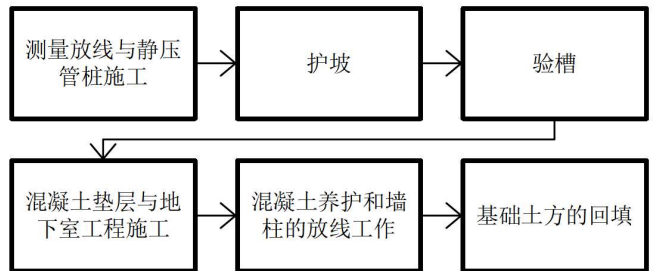 测量放线与静压
管桩施工
护坡
验槽
混凝土垫层与地
下室工程施工
混凝土养护和墙
柱的放线工作
基础土方的回填